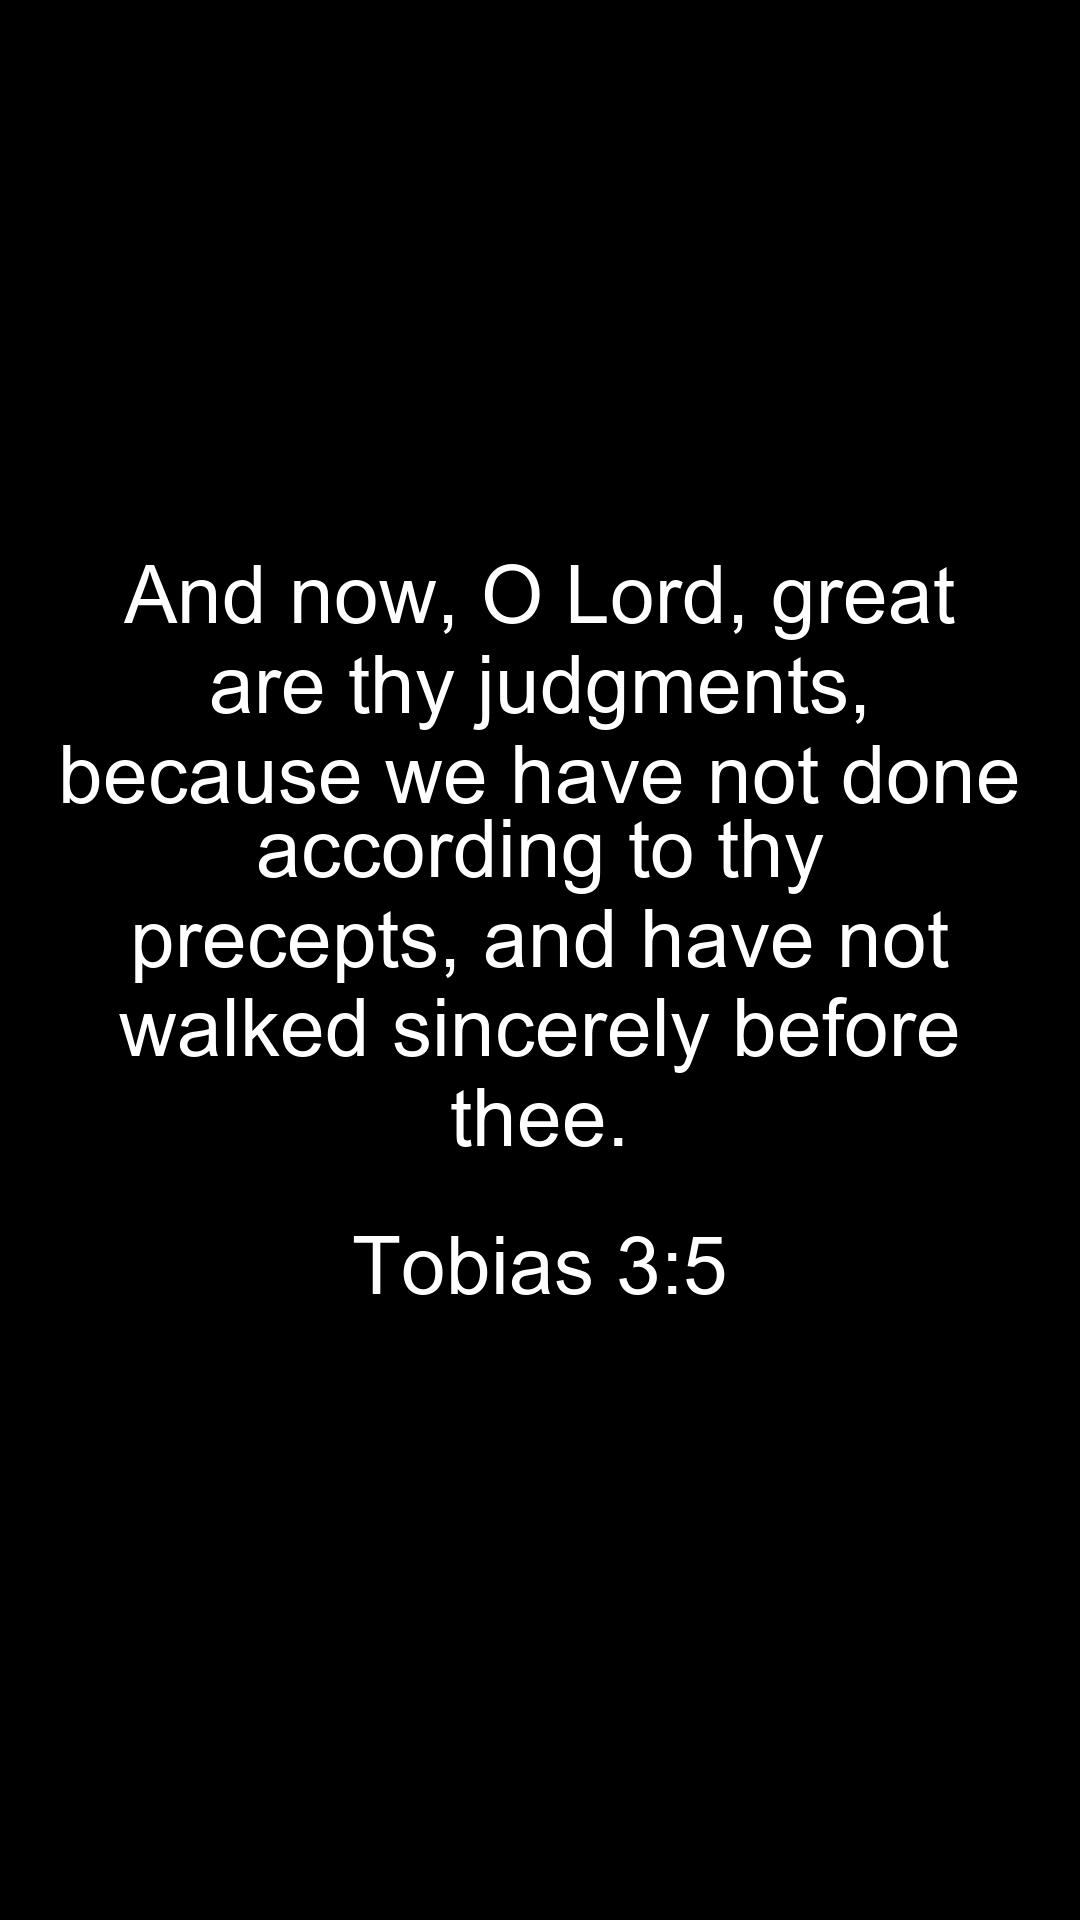 And now, O Lord, great
are thy judgments,
because we have not done
according to thy
precepts, and have not
walked sincerely before
thee.
Tobias 3:5